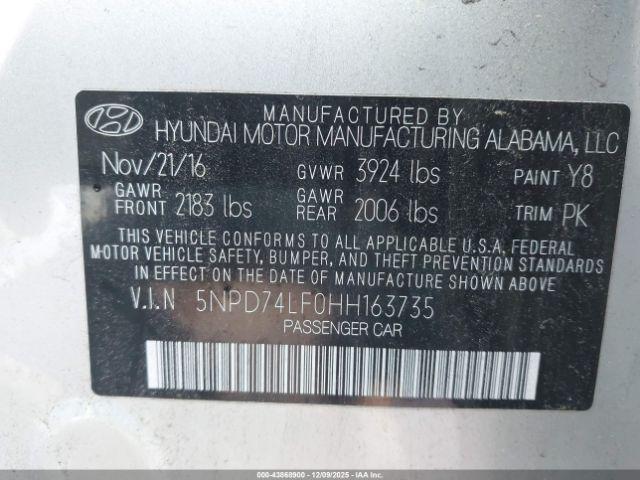 MANUFACTURED BY
HYUNDAI MOTOR MANUFACTURING ALABAMA, LLC
Nov/21/16 GVWR 3924 lbs PAINT Y8
GAWR FRONT 2183 lbs GAWR REAR 2006 lbs TRIM PK
THIS VEHICLE CONFORMS TO ALL APPLICABLE U.S.A. FEDERAL
MOTOR VEHICLE SAFETY, BUMPER, AND THEFT PREVENTION STANDARDS
IN EFFECT ON THE DATE OF MANUFACTURE SHOWN ABOVE
V.I.N 5NPD74LF0HH163735
PASSENGER CAR
000-43868900 • 12/09/2025 • IAAI.CA